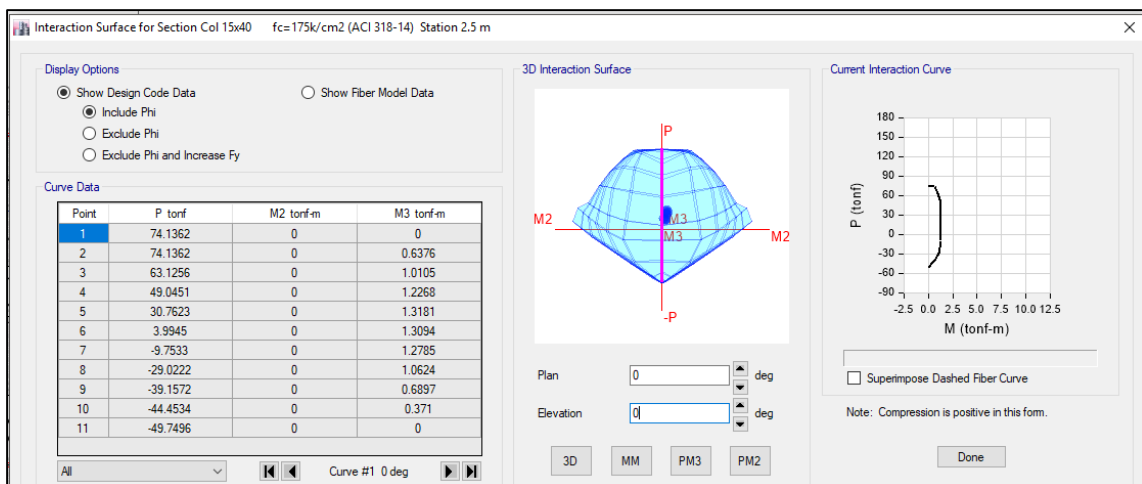 Interaction Surface for Section Col 15x40 fc=175k/cm2 (ACI 318-14) Station 2.5 m
Display Options
Show Design Code Data Show Fiber Model Data
Include Phi
Exclude Phi
Exclude Phi and Increase Fy
Curve Data
Point P tonf M2 tonf-m M3 tonf-m
1 74.1362 0 0
2 74.1362 0 0.6376
3 63.1256 0 1.0105
4 49.0451 0 1.2268
5 30.7623 0 1.3181
6 3.9945 0 1.3094
7 -9.7533 0 1.2785
8 -29.0222 0 1.0624
9 -39.1572 0 0.6897
10 -44.4534 0 0.371
11 -49.7496 0 0
All Curve #1 0 deg
3D Interaction Surface
P
M3
M2 M3 M2
-P
Plan 0 deg
Elevation 0 deg
3D MM PM3 PM2
Current Interaction Curve
180
150
120
90
60
30
0
-30
-60
-90
P (tonf)
-2.5 0.0 2.5 5.0 7.5 10.0 12.5
M (tonf-m)
Superimpose Dashed Fiber Curve
Note: Compression is positive in this form.
Done